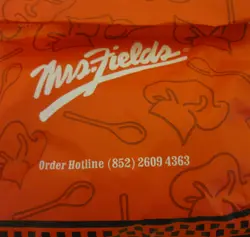 Mrs. Fields
Order Hotline (852) 2609 4363